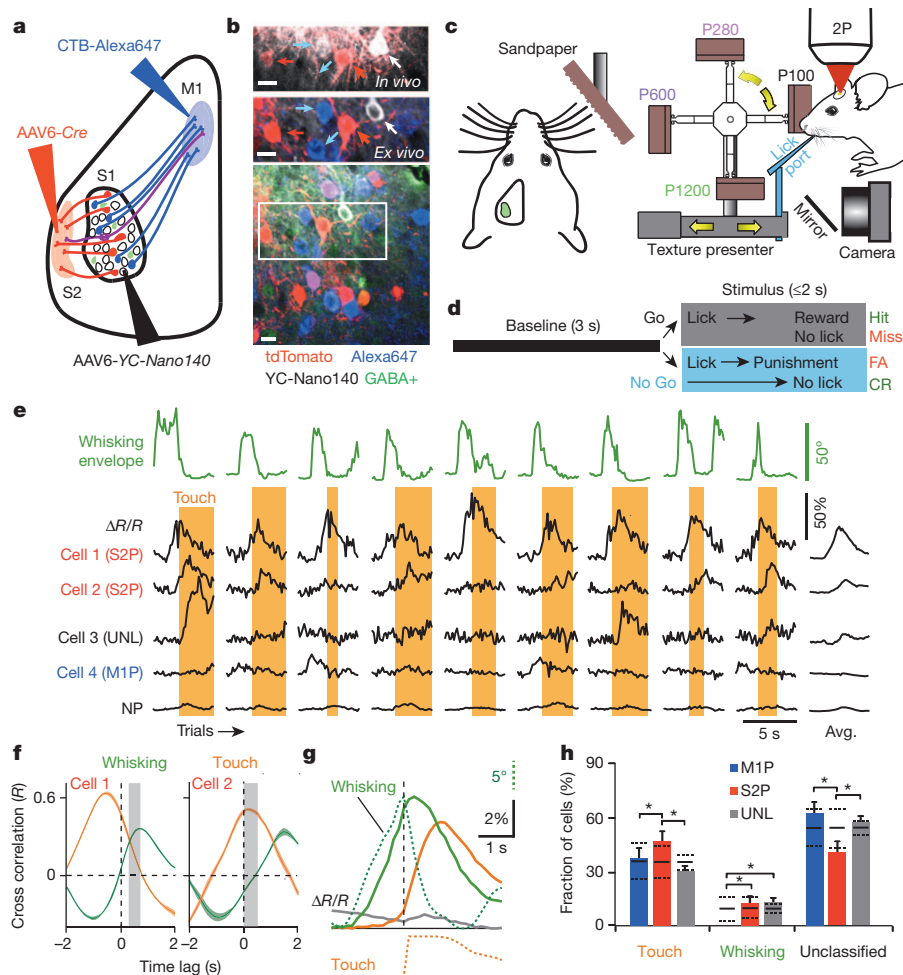 a
CTB-Alexa647
M1
AAV6-Cre
S1
S2
AAV6-YC-Nano140
b
In vivo
Ex vivo
tdTomato Alexa647
YC-Nano140 GABA+
c
Sandpaper
P280
2P
P600
P100
Lick port
P1200
Texture presenter
Mirror
Camera
d
Stimulus (≤2 s)
Baseline (3 s)
Go
Lick Reward Hit
No lick Miss
Lick Punishment FA
No Go
No lick CR
e
Whisking
envelope
50°
Touch
ΔR/R
50%
Cell 1 (S2P)
Cell 2 (S2P)
Cell 3 (UNL)
Cell 4 (M1P)
NP
Trials
5 s
Avg.
f
Whisking Touch
Cell 1 Cell 2
Cross correlation (R)
0.6
0
−2 0 2 −2 0 2
Time lag (s)
g
Whisking
5°
2%
1 s
ΔR/R
Touch
h
Fraction of cells (%)
90
60
30
0
M1P
S2P
UNL
* *
* *
* *
Touch Whisking Unclassified